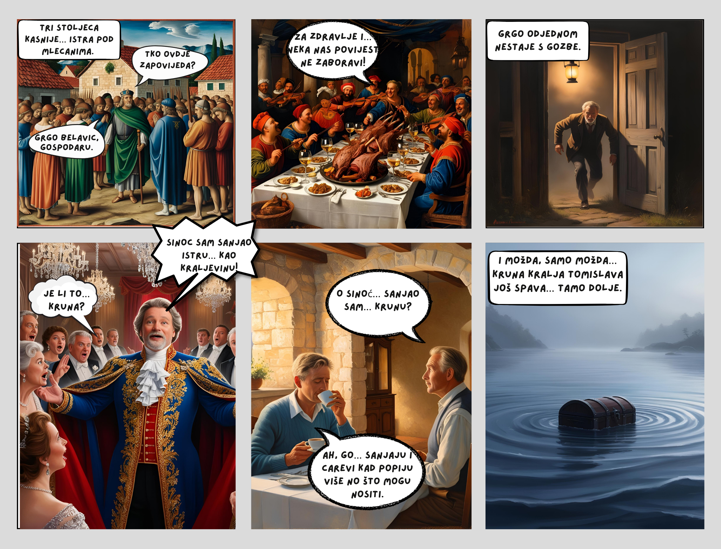 TRI STOLJEĆA
KASNIJE... ISTRA POD
MLEČANIMA.
TKO OVDJE
ZAPOVIJEDA?
GRGO BELAVIĆ,
GOSPODARU.
ZA ZDRAVLJE I...
NEKA NAS POVIJEST
NE ZABORAVI!
GRGO ODJEDNOM
NESTAJE S GOZBE.
JE LI TO...
KRUNA?
SINOĆ SAM SANJAO
ISTRU... KAO
KRALJEVINU!
O SINOĆ... SANJAO
SAM... KRUNU?
AH, GO... SANJAJU I
CAREVI KAD POPIJU
VIŠE NO ŠTO MOGU
NOSITI.
I MOŽDA, SAMO MOŽDA...
KRUNA KRALJA TOMISLAVA
JOŠ SPAVA... TAMO DOLJE.